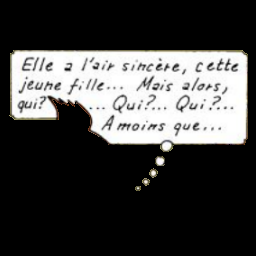 Elle a l'air sincère, cette
jeune fille... Mais alors,
qui? ... Qui?... Qui?...
A moins que...